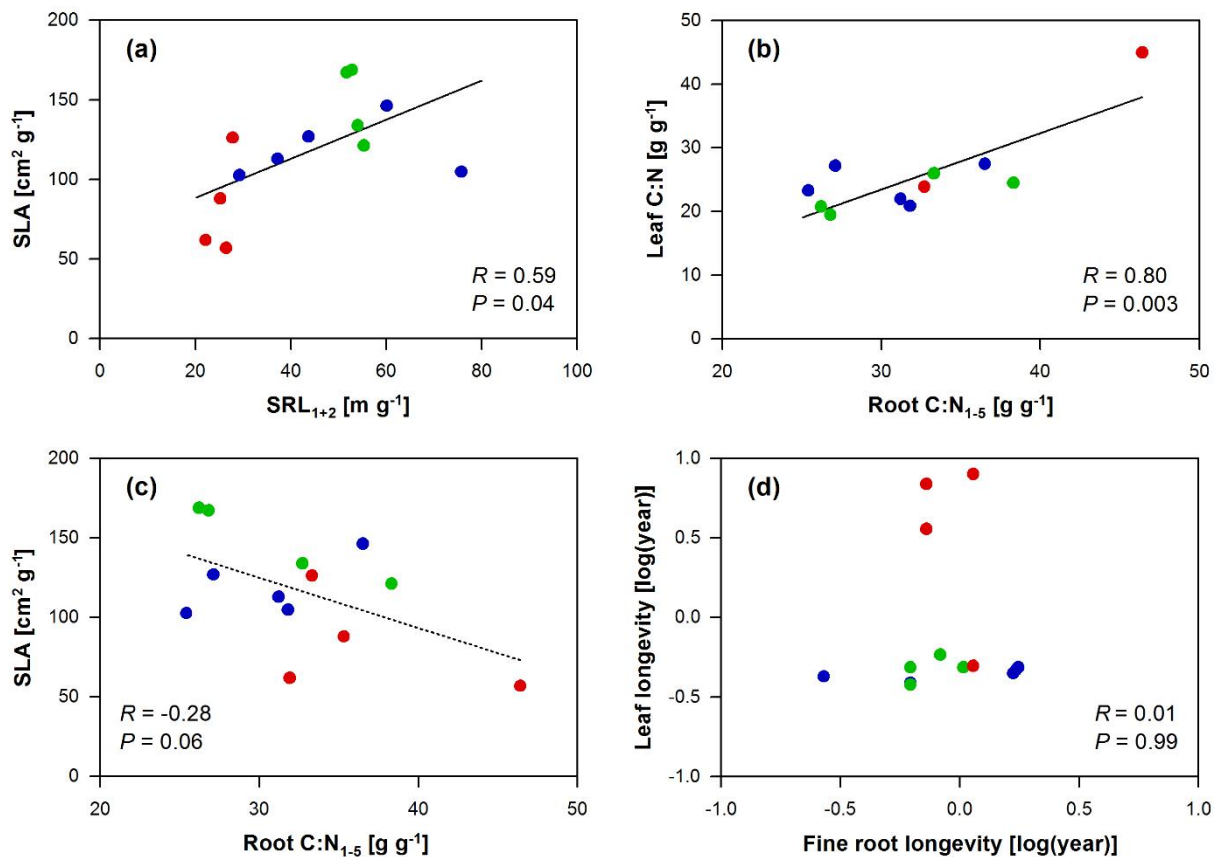 (a)
SLA [cm² g⁻¹]
200
150
100
50
0
R = 0.59
P = 0.04
0 20 40 60 80 100
SRL₁₊₂ [m g⁻¹]
(b)
Leaf C:N [g g⁻¹]
50
40
30
20
10
0
R = 0.80
P = 0.003
20 30 40 50
Root C:N₁₋₅ [g g⁻¹]
(c)
SLA [cm² g⁻¹]
200
150
100
50
0
R = -0.28
P = 0.06
20 30 40 50
Root C:N₁₋₅ [g g⁻¹]
(d)
Leaf longevity [log(year)]
1.0
0.5
0.0
-0.5
-1.0
R = 0.01
P = 0.99
-1.0 -0.5 0.0 0.5 1.0
Fine root longevity [log(year)]